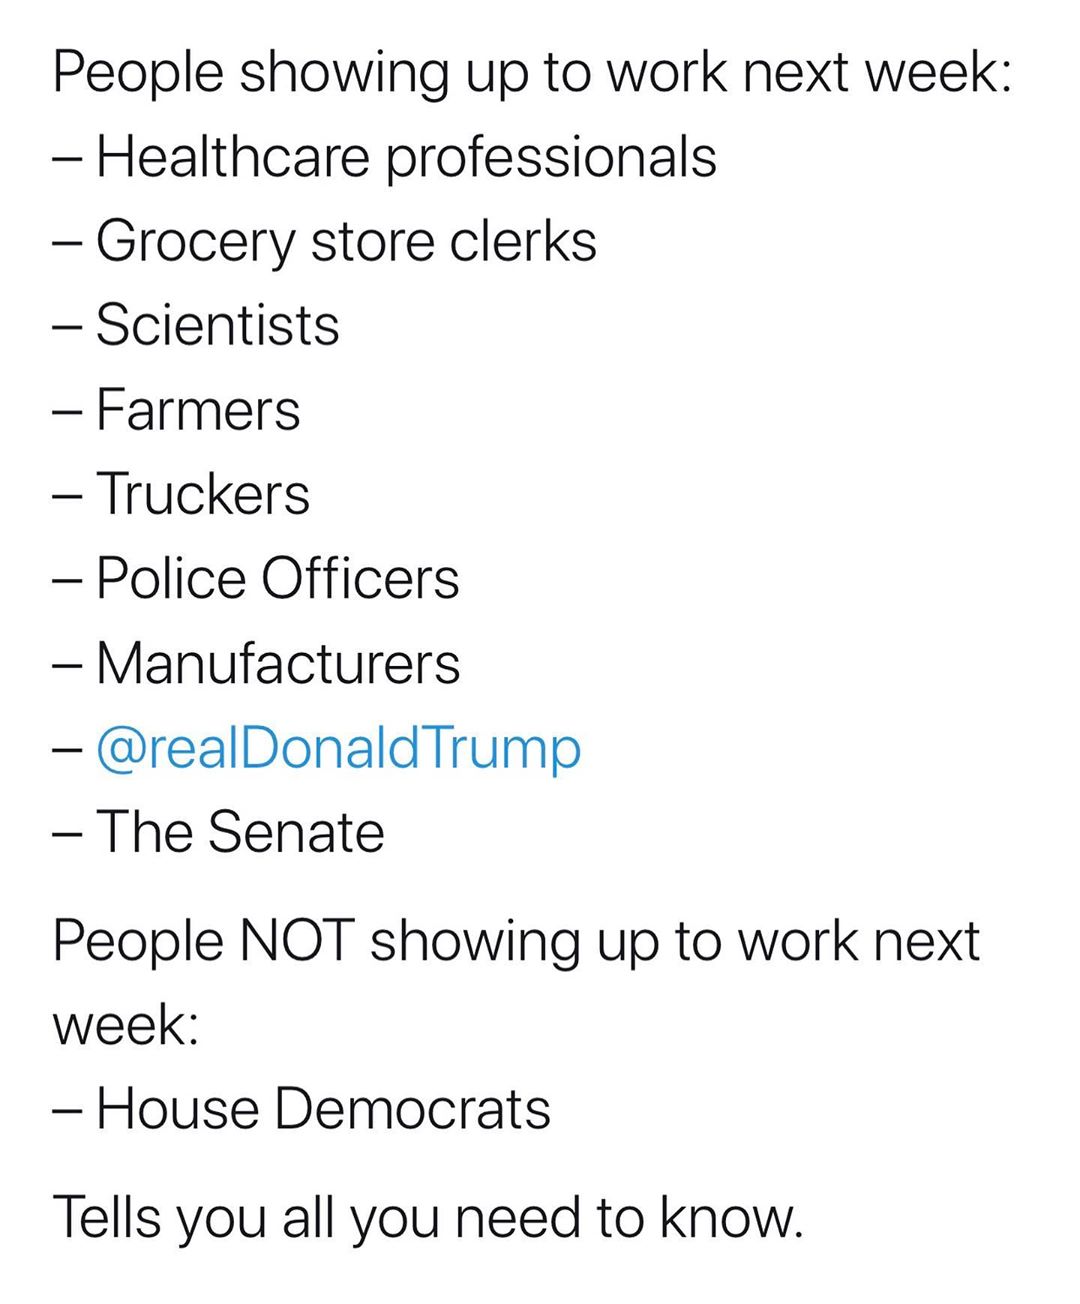 People showing up to work next week:
– Healthcare professionals
– Grocery store clerks
– Scientists
– Farmers
– Truckers
– Police Officers
– Manufacturers
– @realDonaldTrump
– The Senate
People NOT showing up to work next
week:
– House Democrats
Tells you all you need to know.